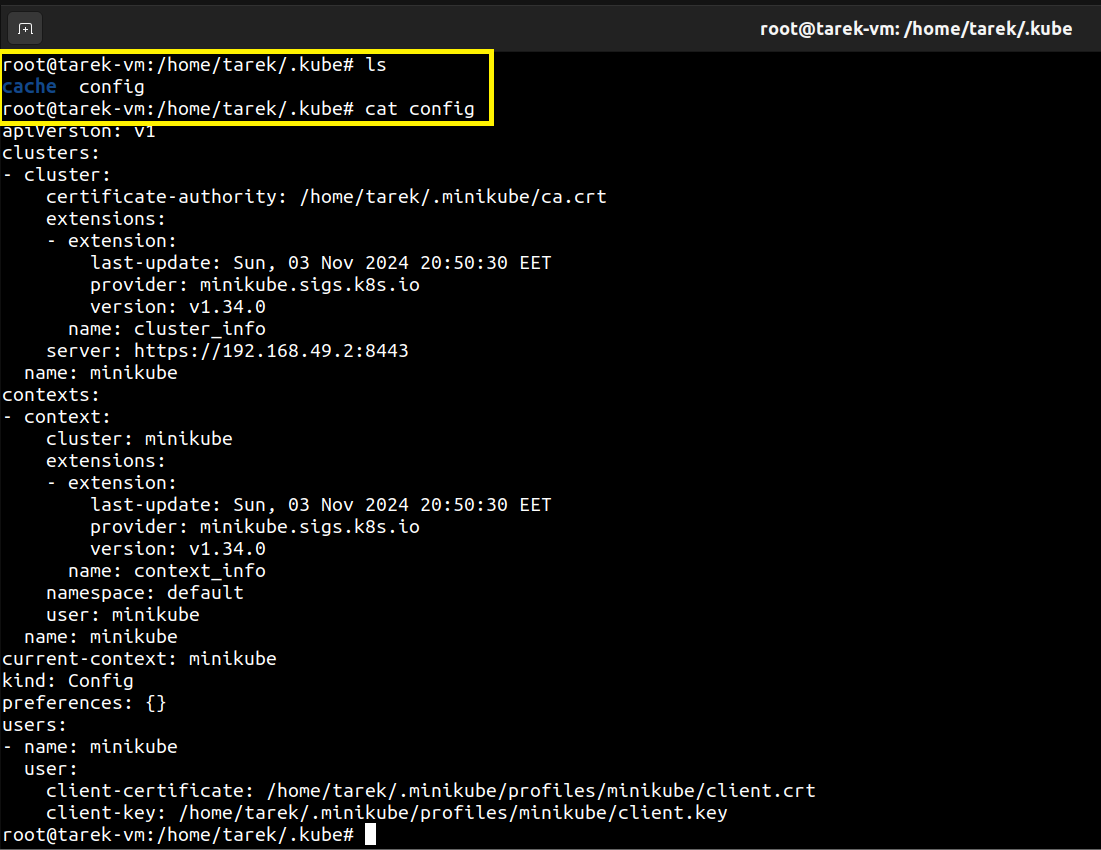 root@tarek-vm: /home/tarek/.kube
root@tarek-vm:/home/tarek/.kube# ls
cache  config
root@tarek-vm:/home/tarek/.kube# cat config
apiVersion: v1
clusters:
- cluster:
    certificate-authority: /home/tarek/.minikube/ca.crt
    extensions:
    - extension:
        last-update: Sun, 03 Nov 2024 20:50:30 EET
        provider: minikube.sigs.k8s.io
        version: v1.34.0
      name: cluster_info
    server: https://192.168.49.2:8443
  name: minikube
contexts:
- context:
    cluster: minikube
    extensions:
    - extension:
        last-update: Sun, 03 Nov 2024 20:50:30 EET
        provider: minikube.sigs.k8s.io
        version: v1.34.0
      name: context_info
    namespace: default
    user: minikube
  name: minikube
current-context: minikube
kind: Config
preferences: {}
users:
- name: minikube
  user:
    client-certificate: /home/tarek/.minikube/profiles/minikube/client.crt
    client-key: /home/tarek/.minikube/profiles/minikube/client.key
root@tarek-vm:/home/tarek/.kube#